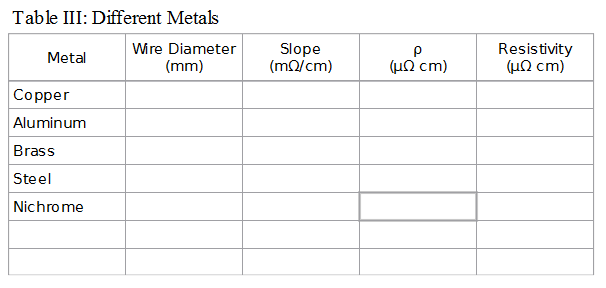 Table III: Different Metals
Metal
Wire Diameter
(mm)
Slope
(mΩ/cm)
ρ
(μΩ cm)
Resistivity
(μΩ cm)
Copper
Aluminum
Brass
Steel
Nichrome